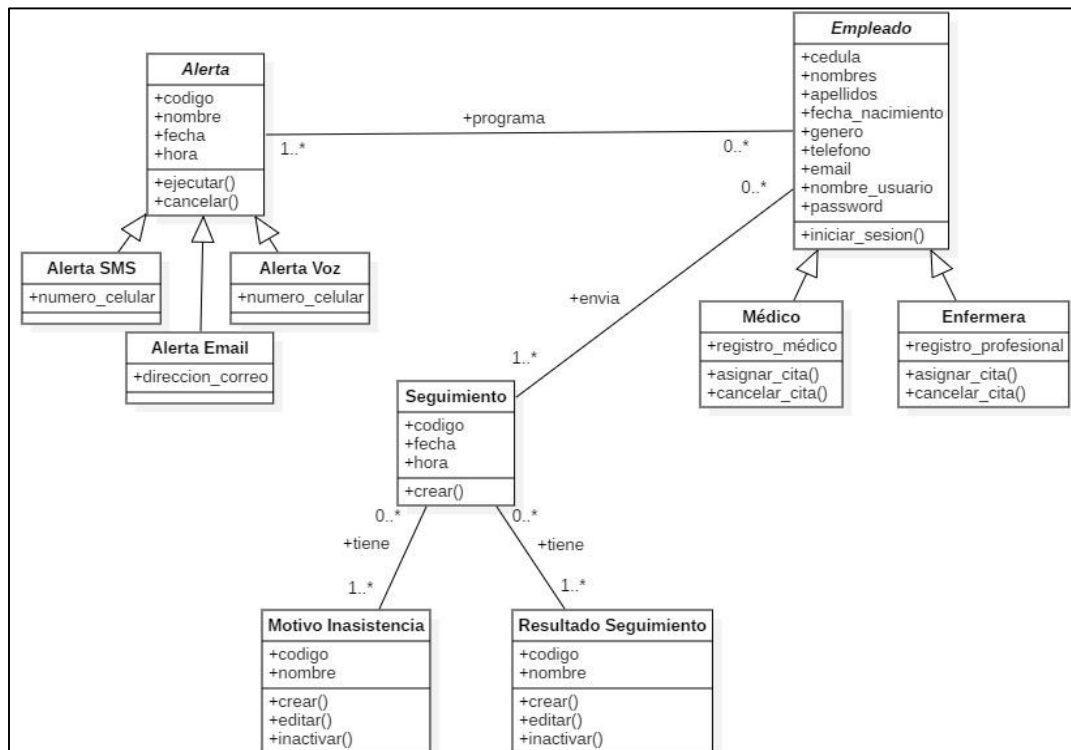 Alerta
+codigo
+nombre
+fecha
+hora
+ejecutar()
+cancelar()
+programa
1..*
0..*
Empleado
+cedula
+nombres
+apellidos
+fecha_nacimiento
+genero
+telefono
+email
+nombre_usuario
+password
+iniciar_sesion()
0..*
+envia
1..*
Alerta SMS
+numero_celular
Alerta Voz
+numero_celular
Alerta Email
+direccion_correo
Médico
+registro_médico
+asignar_cita()
+cancelar_cita()
Enfermera
+registro_profesional
+asignar_cita()
+cancelar_cita()
Seguimiento
+codigo
+fecha
+hora
+crear()
0..*
0..*
+tiene
+tiene
1..*
1..*
Motivo Inasistencia
+codigo
+nombre
+crear()
+editar()
+inactivar()
Resultado Seguimiento
+codigo
+nombre
+crear()
+editar()
+inactivar()